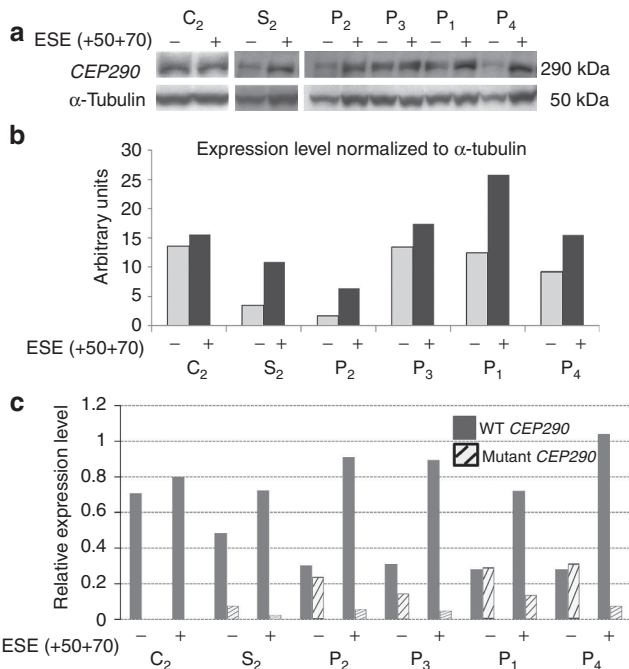 a
C₂ S₂ P₂ P₃ P₁ P₄
ESE (+50+70) – + – + – + – + – + – +
CEP290 290 kDa
α-Tubulin 50 kDa
b
Expression level normalized to α-tubulin
Arbitrary units
30
25
20
15
10
5
0
ESE (+50+70) – + – + – + – + – + – +
C₂ S₂ P₂ P₃ P₁ P₄
c
Relative expression level
1.2
1
0.8
0.6
0.4
0.2
0
WT CEP290
Mutant CEP290
ESE (+50+70) – + – + – + – + – + – +
C₂ S₂ P₂ P₃ P₁ P₄